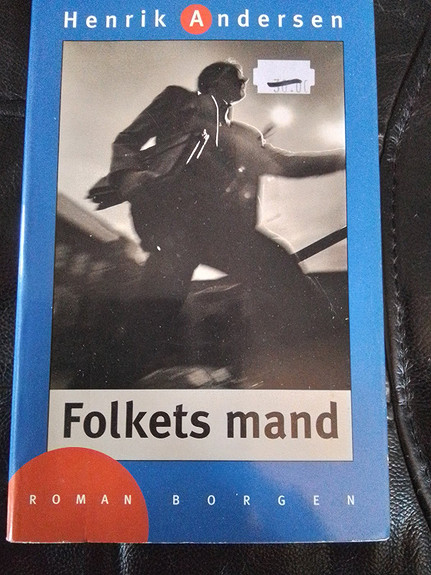 Henrik Andersen
Folkets mand
ROMAN BORGEN